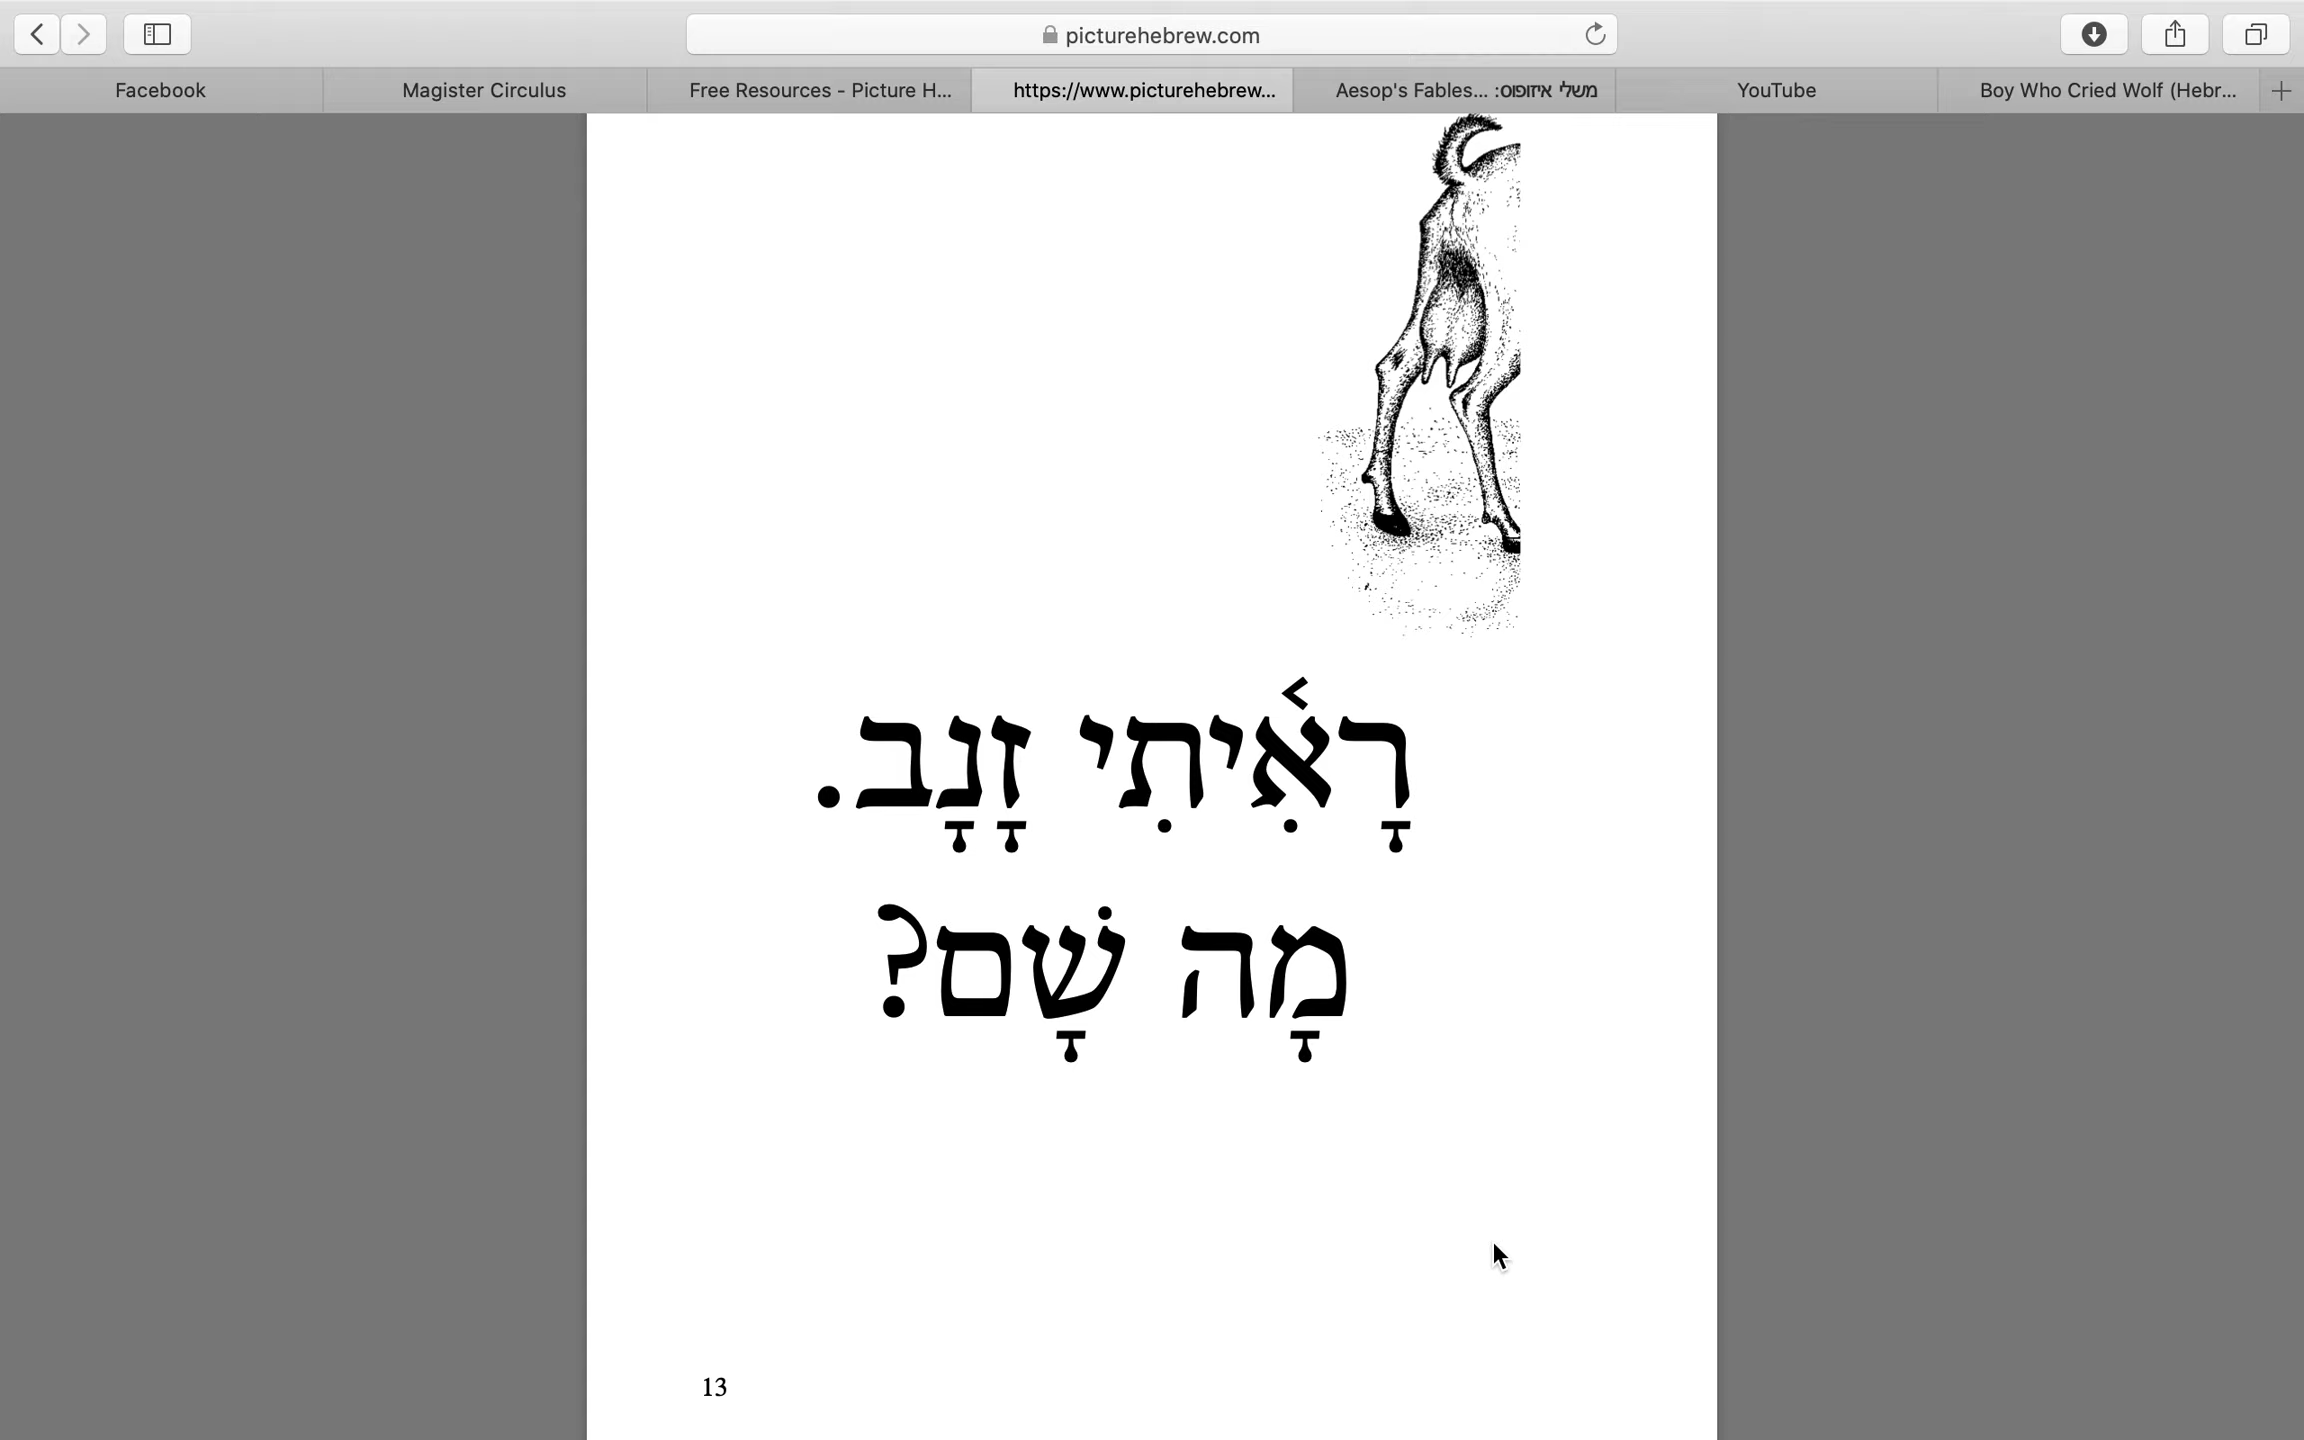 picturehebrew.com
Facebook
Magister Circulus
Free Resources - Picture H...
https://www.picturehebrew...
Aesop's Fables... :משלי איזופוס
YouTube
Boy Who Cried Wolf (Hebr...
רָאִ֫יתִי זָנָב.
מָה שָׁם?
13